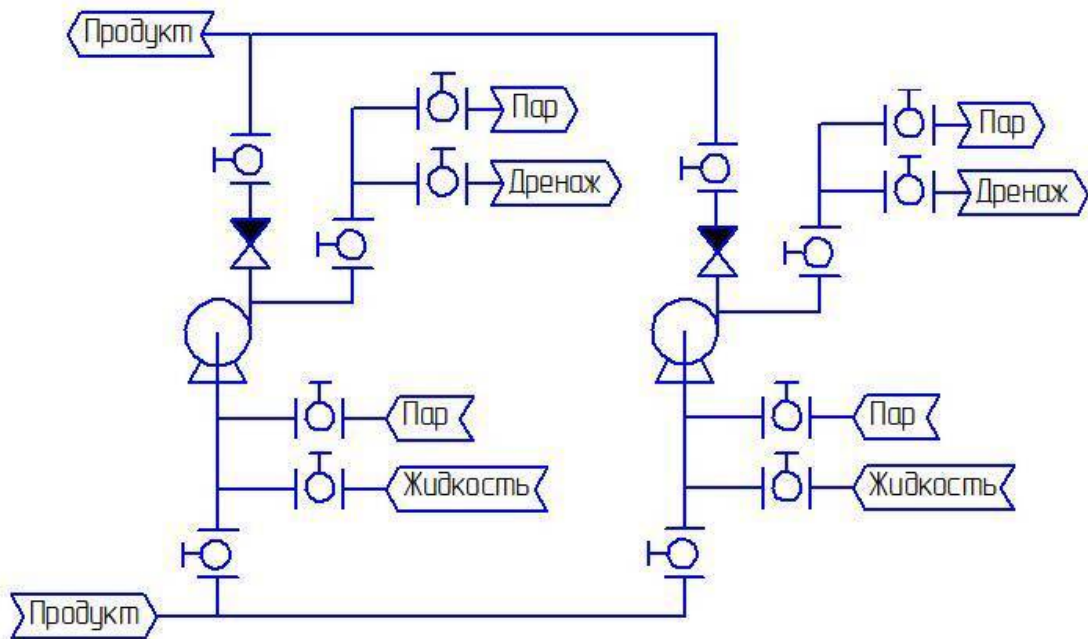 Продукт
Пар
Дренаж
Пар
Дренаж
Пар
Жидкость
Пар
Жидкость
Продукт